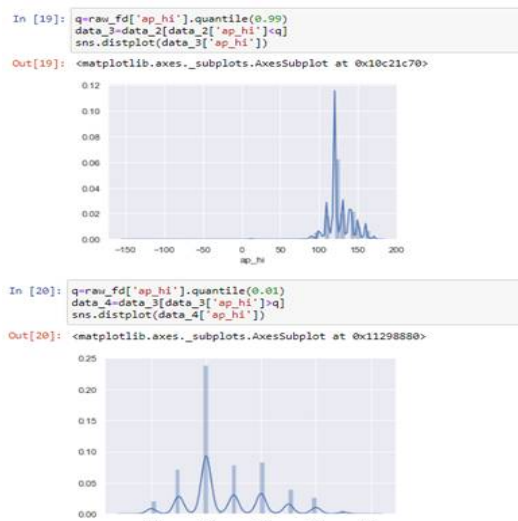 In [19]: q=raw_fd['ap_hi'].quantile(0.99)
data_3=data_2[data_2['ap_hi']<q]
sns.distplot(data_3['ap_hi'])
Out[19]: <matplotlib.axes._subplots.AxesSubplot at 0x10c21c70>
0.12
0.10
0.08
0.06
0.04
0.02
0.00
-150 -100 -50 0 50 100 150 200
ap_hi
In [20]: q=raw_fd['ap_hi'].quantile(0.01)
data_4=data_3[data_3['ap_hi']>q]
sns.distplot(data_4['ap_hi'])
Out[20]: <matplotlib.axes._subplots.AxesSubplot at 0x11298880>
0.25
0.20
0.15
0.10
0.05
0.00